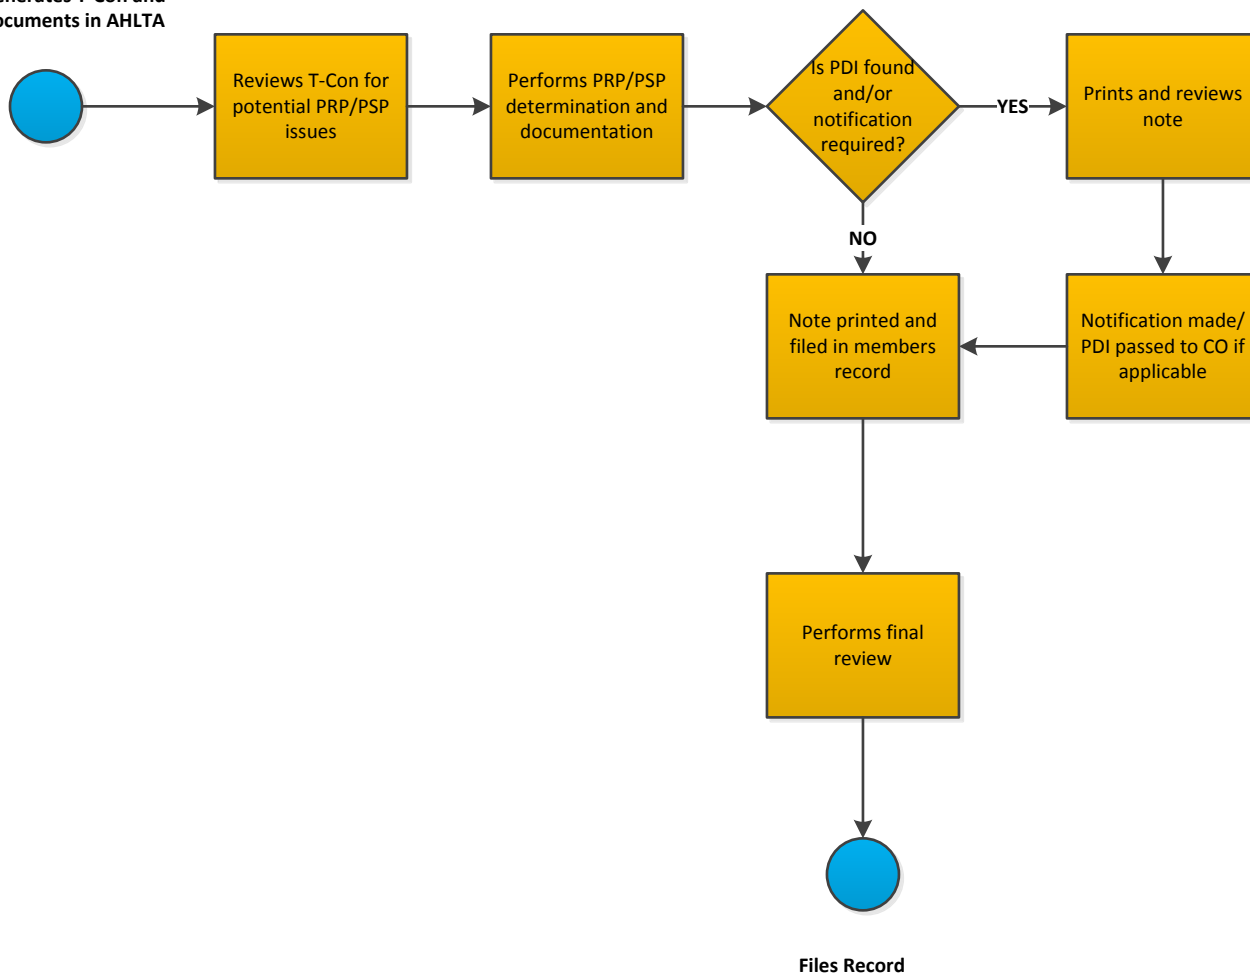 T-Con and
in AHLTA
Reviews T-Con for
potential PRP/PSP
issues
Performs PRP/PSP
determination and
documentation
Is PDI found
and/or
notification
required?
YES
Prints and reviews
note
NO
Note printed and
filed in members
record
Notification made/
PDI passed to CO if
applicable
Performs final
review
Files Record